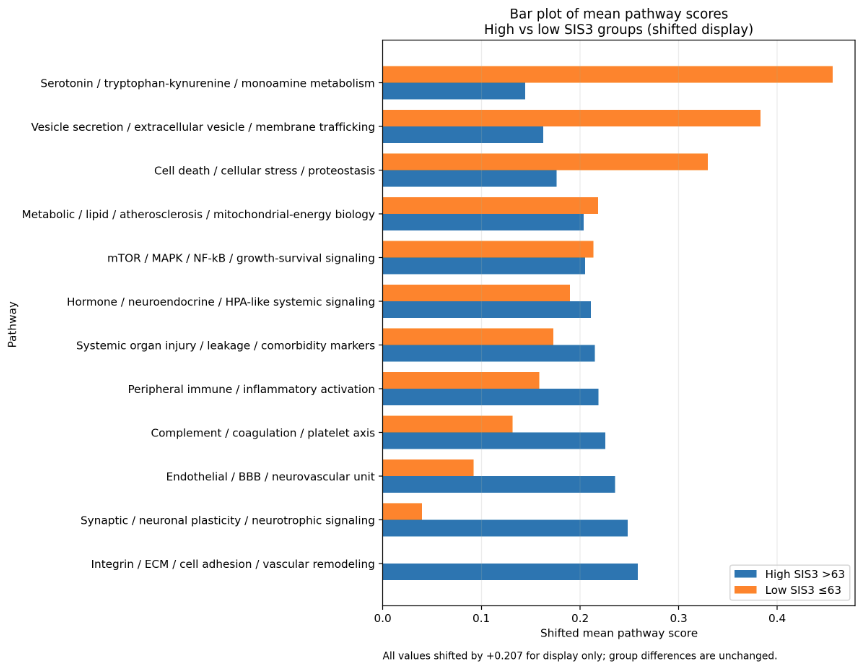 Bar plot of mean pathway scores
High vs low SIS3 groups (shifted display)
Pathway
Serotonin / tryptophan-kynurenine / monoamine metabolism
Vesicle secretion / extracellular vesicle / membrane trafficking
Cell death / cellular stress / proteostasis
Metabolic / lipid / atherosclerosis / mitochondrial-energy biology
mTOR / MAPK / NF-kB / growth-survival signaling
Hormone / neuroendocrine / HPA-like systemic signaling
Systemic organ injury / leakage / comorbidity markers
Peripheral immune / inflammatory activation
Complement / coagulation / platelet axis
Endothelial / BBB / neurovascular unit
Synaptic / neuronal plasticity / neurotrophic signaling
Integrin / ECM / cell adhesion / vascular remodeling
High SIS3 >63
Low SIS3 ≤63
0.0 0.1 0.2 0.3 0.4
Shifted mean pathway score
All values shifted by +0.207 for display only; group differences are unchanged.